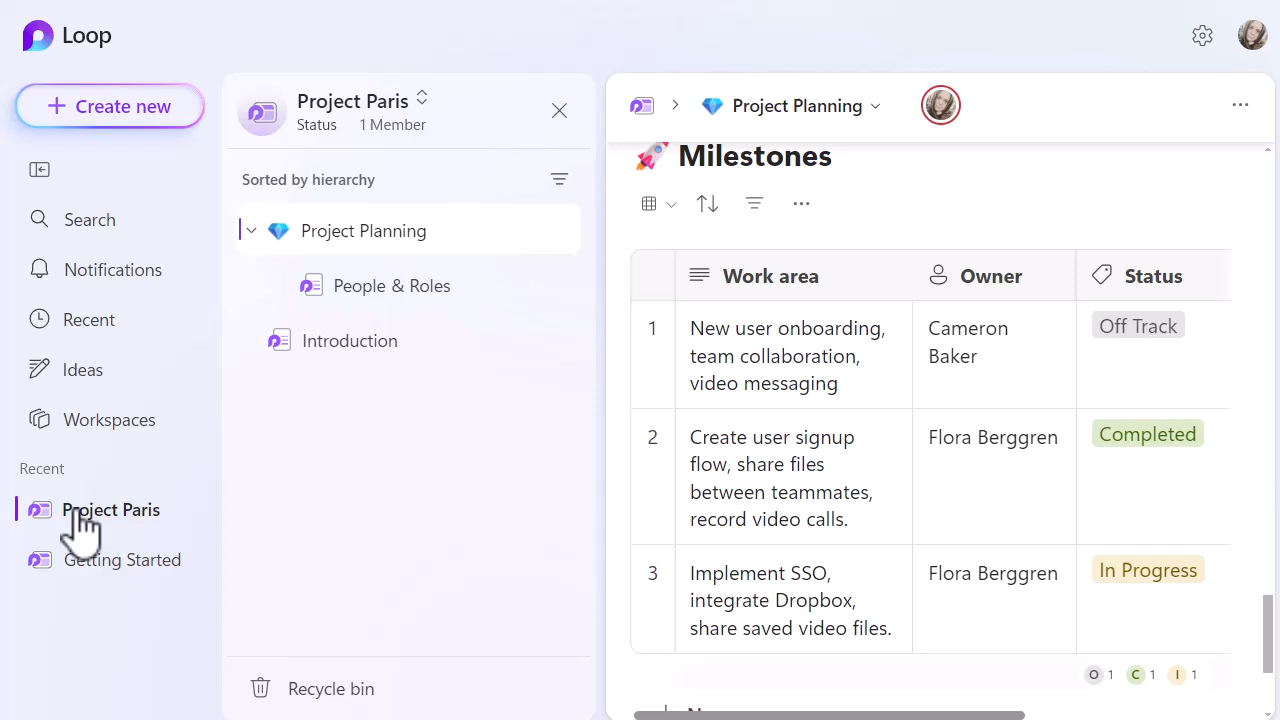 Loop
Create new
Search
Notifications
Recent
Ideas
Workspaces
Recent
Project Paris
Getting Started
Project Paris
Status 1 Member
Sorted by hierarchy
Project Planning
People & Roles
Introduction
Recycle bin
Project Planning
Milestones
Work area Owner Status
1 New user onboarding, Cameron Off Track
team collaboration, Baker
video messaging
2 Create user signup Flora Berggren Completed
flow, share files
between teammates,
record video calls.
3 Implement SSO, Flora Berggren In Progress
integrate Dropbox,
share saved video files.
O 1 C 1 I 1